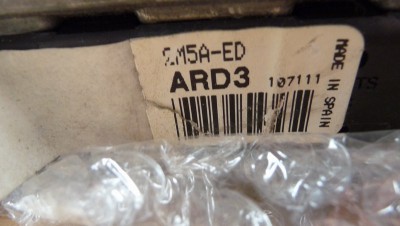 2M5A-ED
ARD3 107111
MADE IN SPAIN